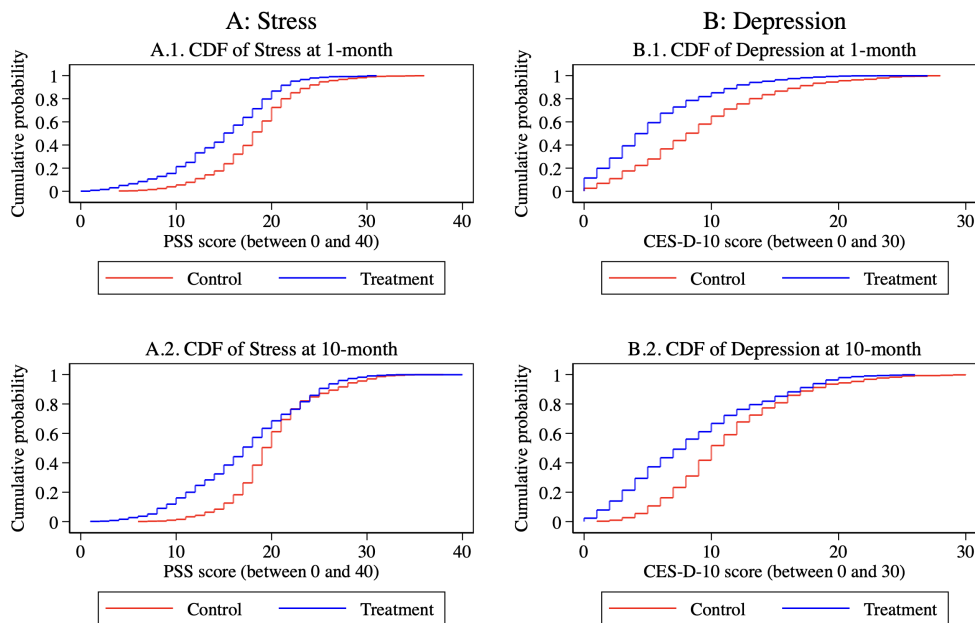 A: Stress
A.1. CDF of Stress at 1-month
Cumulative probability
1
0.8
0.6
0.4
0.2
0
0 10 20 30 40
PSS score (between 0 and 40)
Control Treatment
B: Depression
B.1. CDF of Depression at 1-month
Cumulative probability
1
0.8
0.6
0.4
0.2
0
0 10 20 30
CES-D-10 score (between 0 and 30)
Control Treatment
A.2. CDF of Stress at 10-month
Cumulative probability
1
0.8
0.6
0.4
0.2
0
0 10 20 30 40
PSS score (between 0 and 40)
Control Treatment
B.2. CDF of Depression at 10-month
Cumulative probability
1
0.8
0.6
0.4
0.2
0
0 10 20 30
CES-D-10 score (between 0 and 30)
Control Treatment